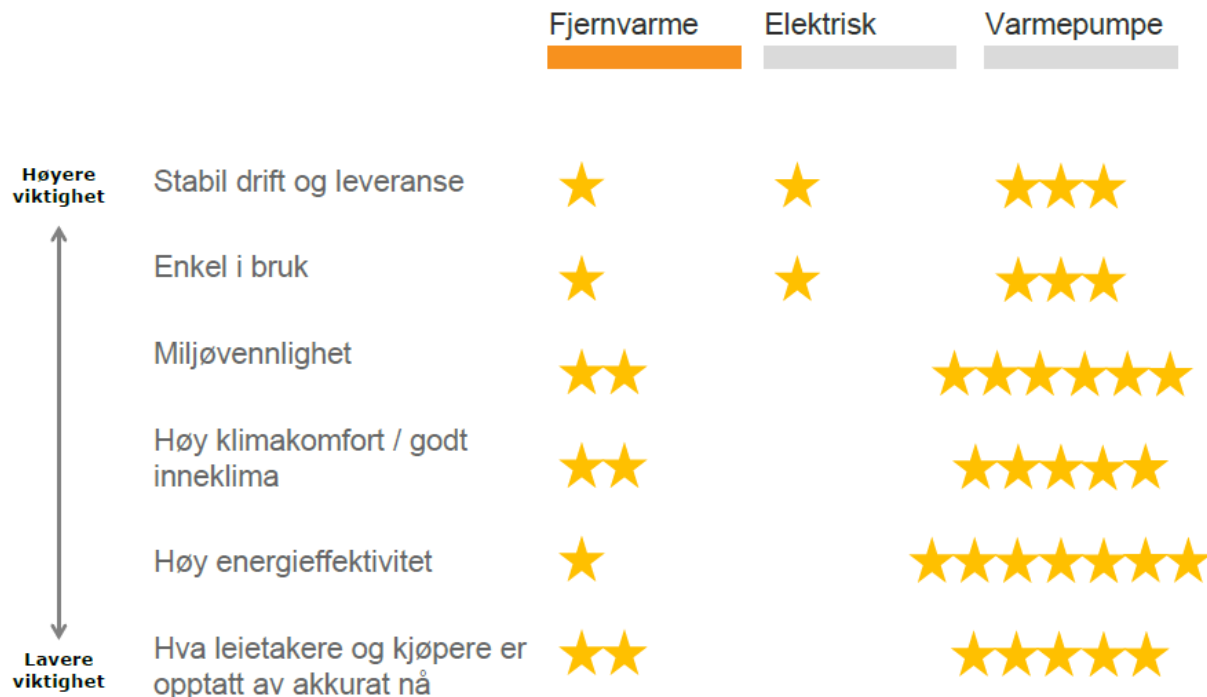 Fjernvarme Elektrisk Varmepumpe
Høyere
viktighet
Stabil drift og leveranse
Enkel i bruk
Miljøvennlighet
Høy klimakomfort / godt
inneklima
Høy energieffektivitet
Lavere
viktighet
Hva leietakere og kjøpere er
opptatt av akkurat nå